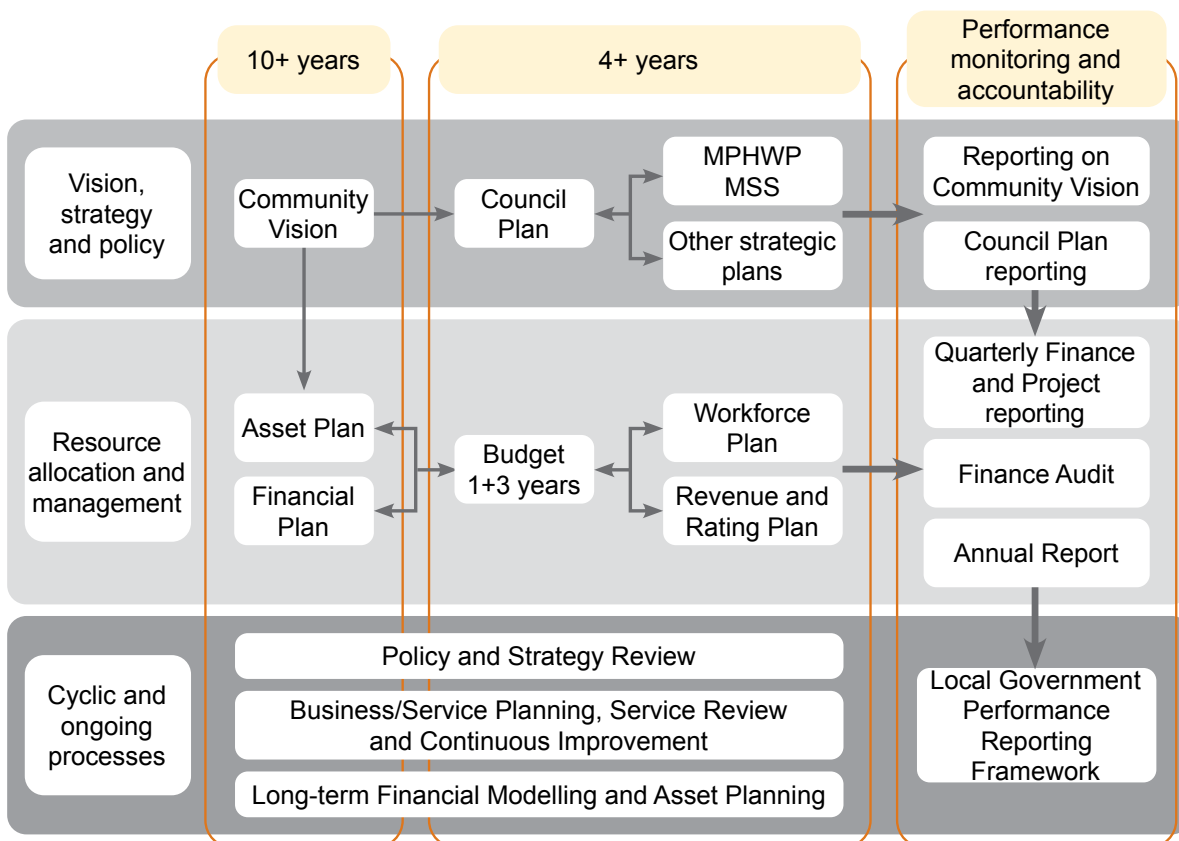 10+ years
4+ years
Performance
monitoring and
accountability
Vision,
strategy
and policy
Community
Vision
Council
Plan
MPHWP
MSS
Other strategic
plans
Reporting on
Community Vision
Council Plan
reporting
Resource
allocation and
management
Asset Plan
Financial
Plan
Budget
1+3 years
Workforce
Plan
Revenue and
Rating Plan
Quarterly Finance
and Project
reporting
Finance Audit
Annual Report
Cyclic and
ongoing
processes
Policy and Strategy Review
Business/Service Planning, Service Review
and Continuous Improvement
Long-term Financial Modelling and Asset Planning
Local Government
Performance
Reporting
Framework